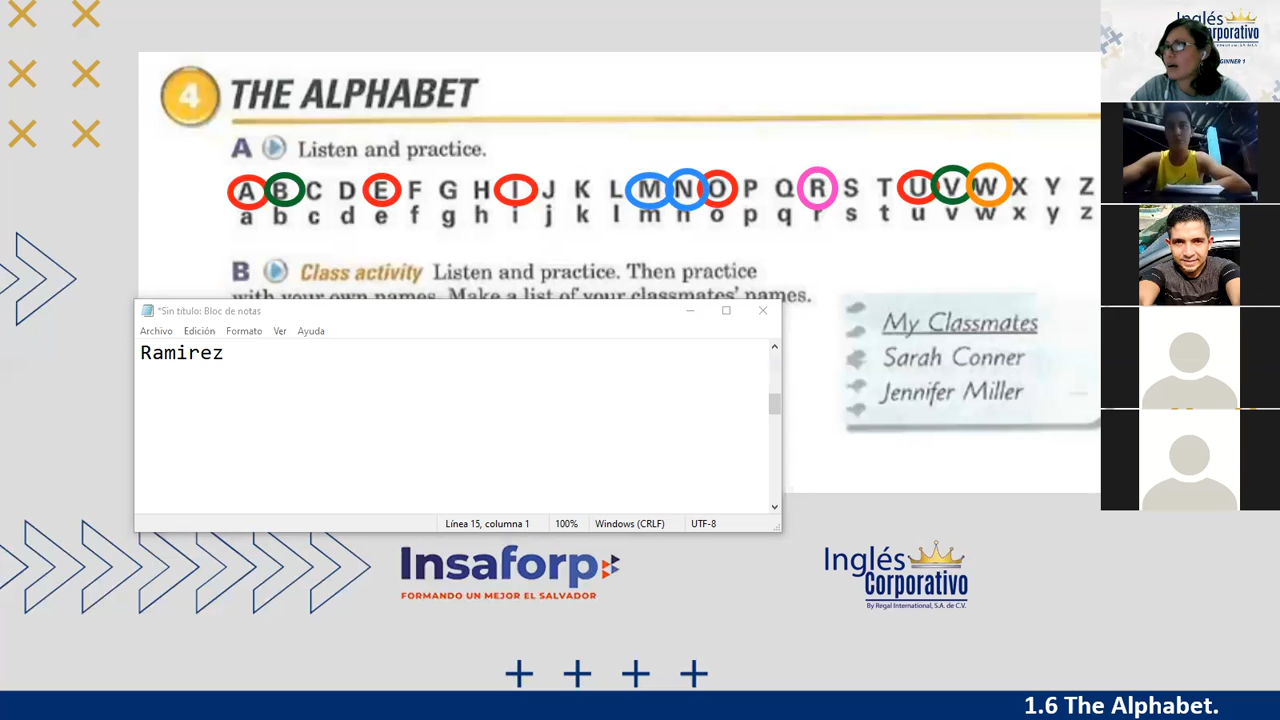 4 THE ALPHABET
A Listen and practice.
A B C D E F G H I J K L M N O P Q R S T U V W X Y Z
a b c d e f g h i j k l m n o p q r s t u v w x y z
B Class activity Listen and practice. Then practice
with your own names. Make a list of your classmates' names.
*Sin título: Bloc de notas
Archivo Edición Formato Ver Ayuda
Ramirez
Línea 15, columna 1 100% Windows (CRLF) UTF-8
My Classmates
Sarah Conner
Jennifer Miller
Inglés
Corporativo
Insaforp
FORMANDO UN MEJOR EL SALVADOR
Inglés
Corporativo
By Regal International, S.A. de C.V.
1.6 The Alphabet.